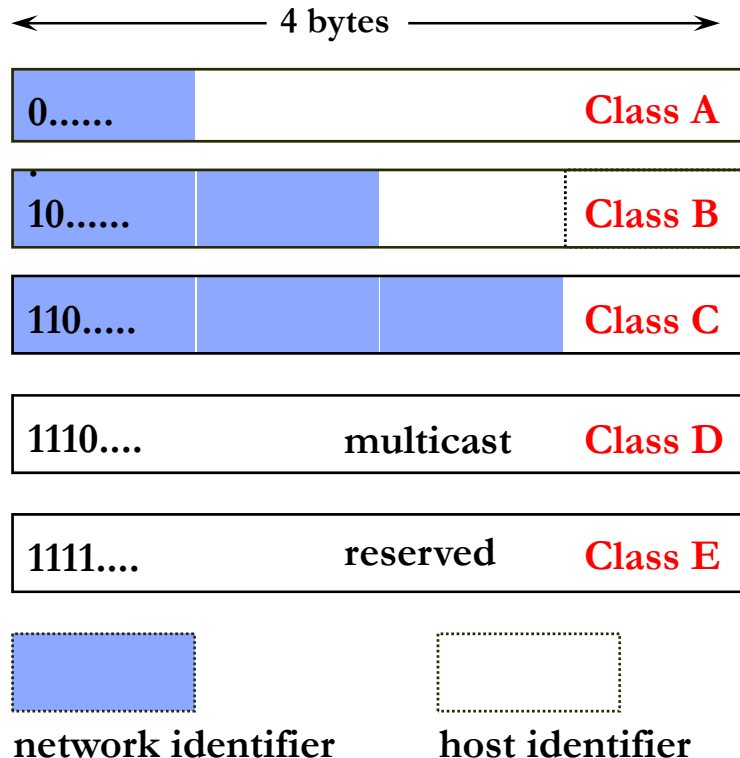 4 bytes
0...... Class A
.
10...... Class B
110..... Class C
1110.... multicast Class D
1111.... reserved Class E
network identifier host identifier